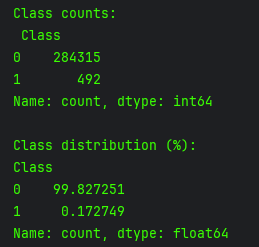 Class counts:
 Class
0    284315
1       492
Name: count, dtype: int64

Class distribution (%):
Class
0    99.827251
1     0.172749
Name: count, dtype: float64